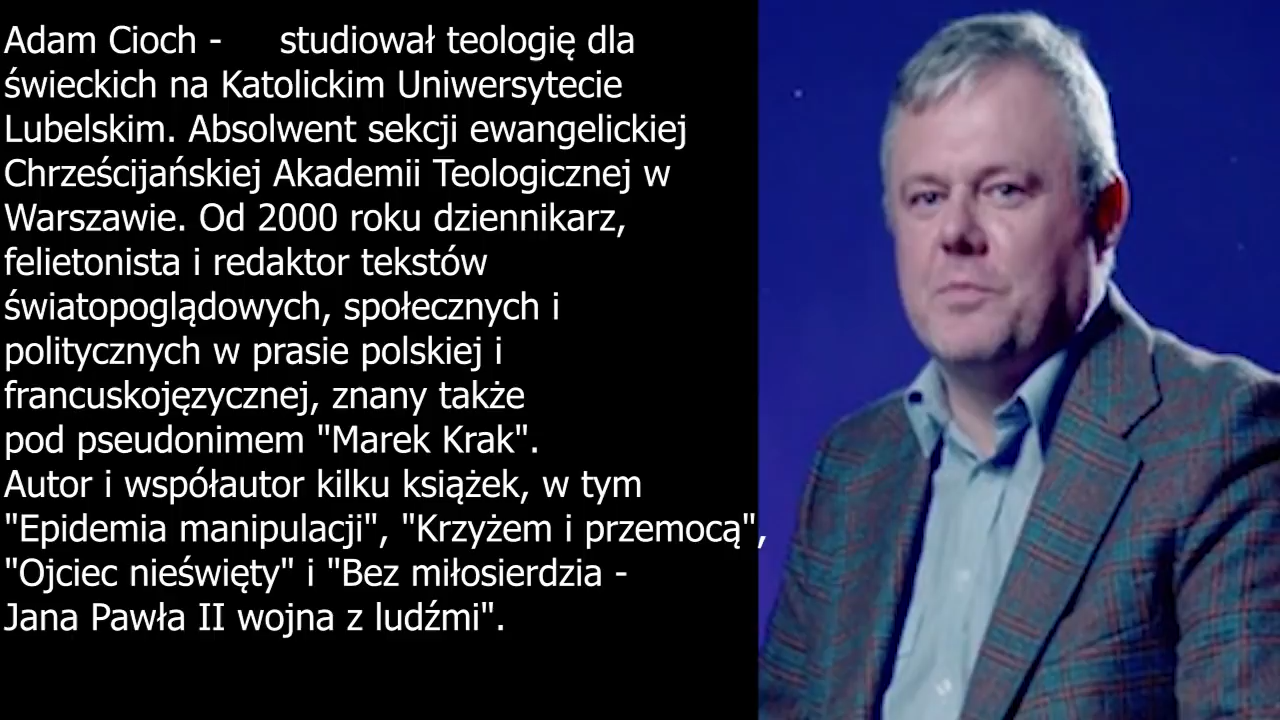 Adam Cioch - studiował teologię dla
świeckich na Katolickim Uniwersytecie
Lubelskim. Absolwent sekcji ewangelickiej
Chrześcijańskiej Akademii Teologicznej w
Warszawie. Od 2000 roku dziennikarz,
felietonista i redaktor tekstów
światopoglądowych, społecznych i
politycznych w prasie polskiej i
francuskojęzycznej, znany także
pod pseudonimem "Marek Krak".
Autor i współautor kilku książek, w tym
"Epidemia manipulacji", "Krzyżem i przemocą",
"Ojciec nieświęty" i "Bez miłosierdzia -
Jana Pawła II wojna z ludźmi".